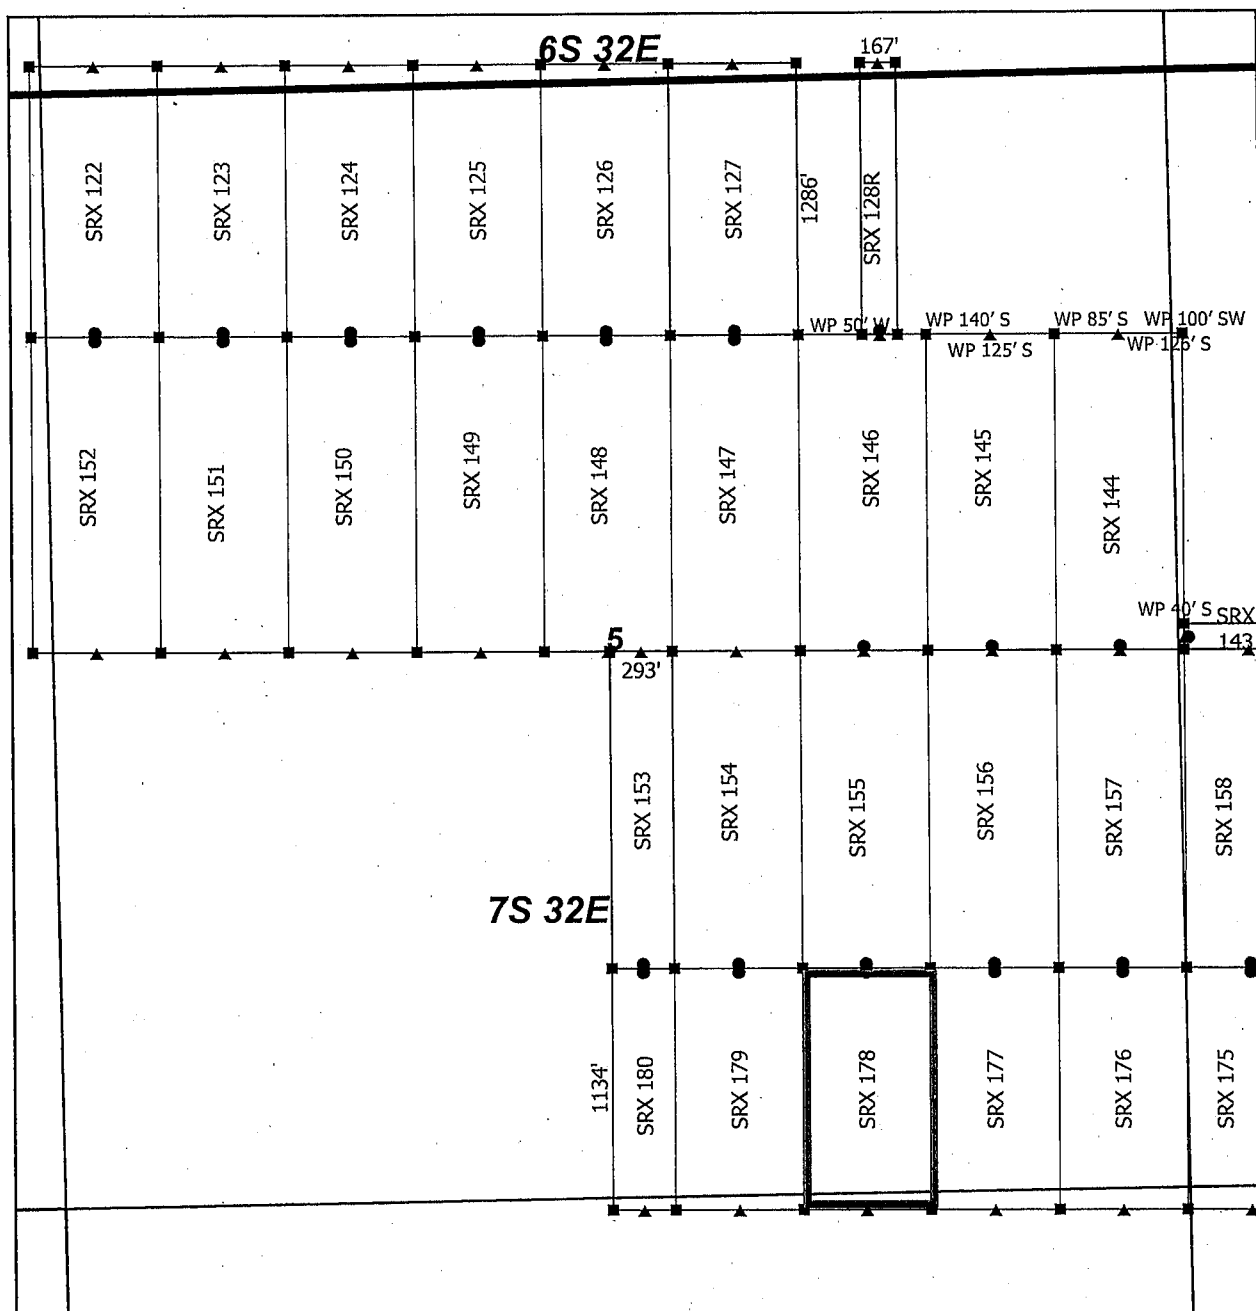 6S 32E
167'
SRX 122
SRX 123
SRX 124
SRX 125
SRX 126
SRX 127
1286'
SRX 128R
WP 50' W
WP 140' S
WP 85' S
WP 100' SW
WP 125' S
WP 126' S
SRX 152
SRX 151
SRX 150
SRX 149
SRX 148
SRX 147
SRX 146
SRX 145
SRX 144
WP 40' S
SRX
143
5
293'
SRX 153
SRX 154
SRX 155
SRX 156
SRX 157
SRX 158
7S 32E
1134'
SRX 180
SRX 179
SRX 178
SRX 177
SRX 176
SRX 175